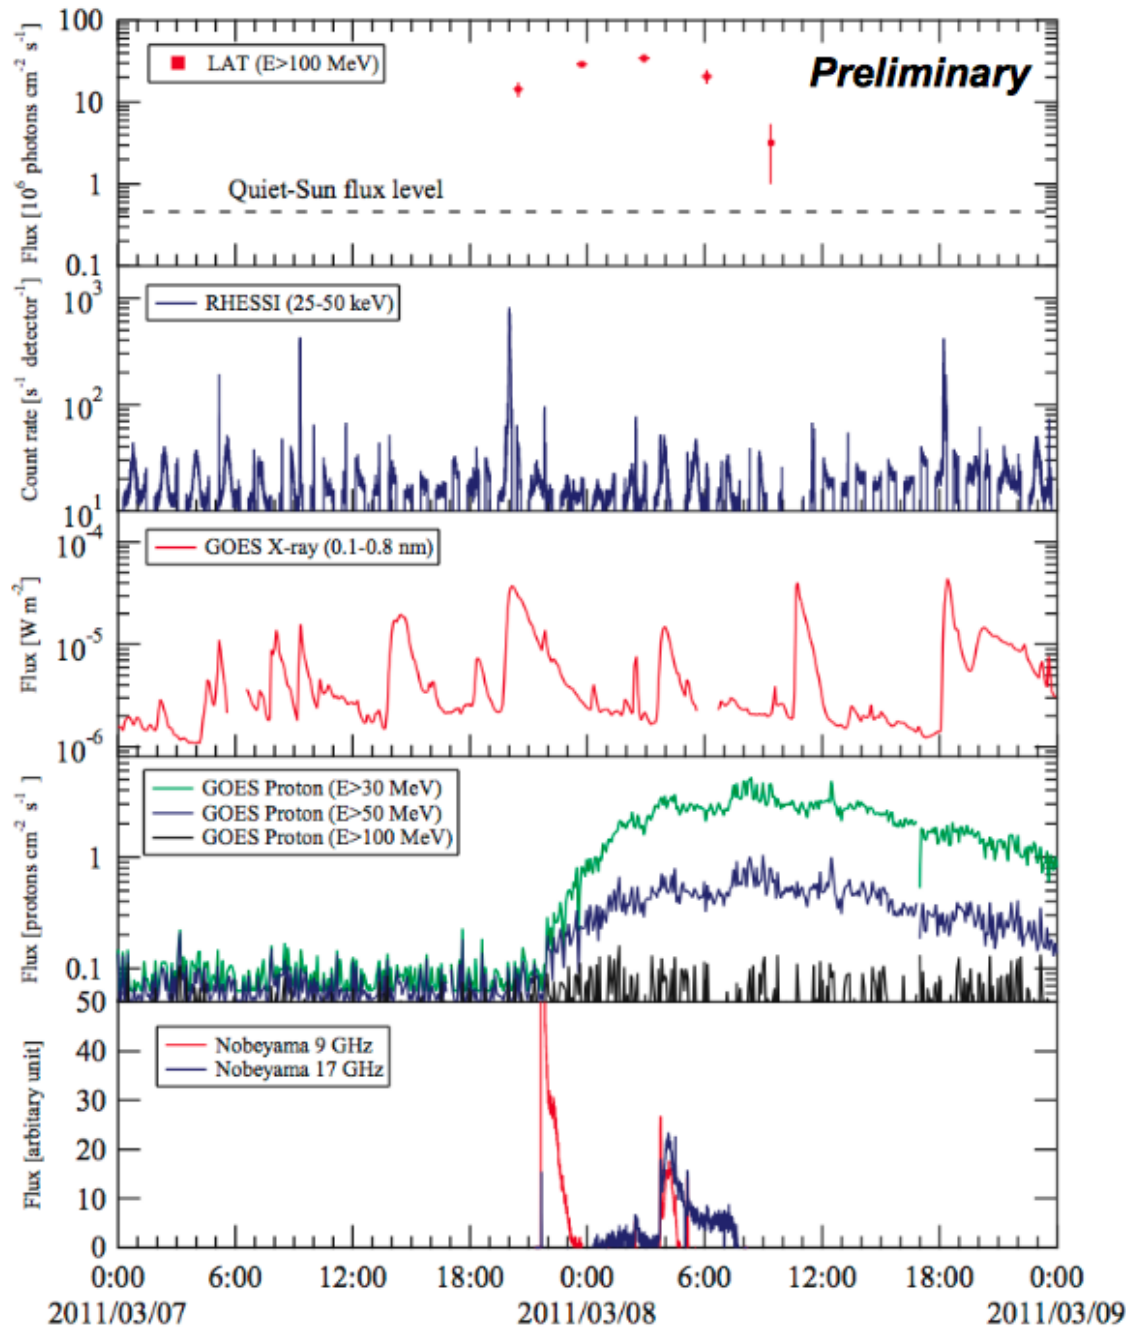 100
LAT (E>100 MeV)
Preliminary
10
1
Quiet-Sun flux level
0.1
Flux [10⁶ photons cm⁻² s⁻¹]
10³
RHESSI (25-50 keV)
10²
10¹
Count rate [s⁻¹ detector⁻¹]
10⁻⁴
GOES X-ray (0.1-0.8 nm)
10⁻⁵
10⁻⁶
Flux [W m⁻²]
GOES Proton (E>30 MeV)
GOES Proton (E>50 MeV)
GOES Proton (E>100 MeV)
1
0.1
Flux [protons cm⁻² s⁻¹]
50
Nobeyama 9 GHz
Nobeyama 17 GHz
40
30
20
10
0
Flux [arbitary unit]
0:00 6:00 12:00 18:00 0:00 6:00 12:00 18:00 0:00
2011/03/07 2011/03/08 2011/03/09